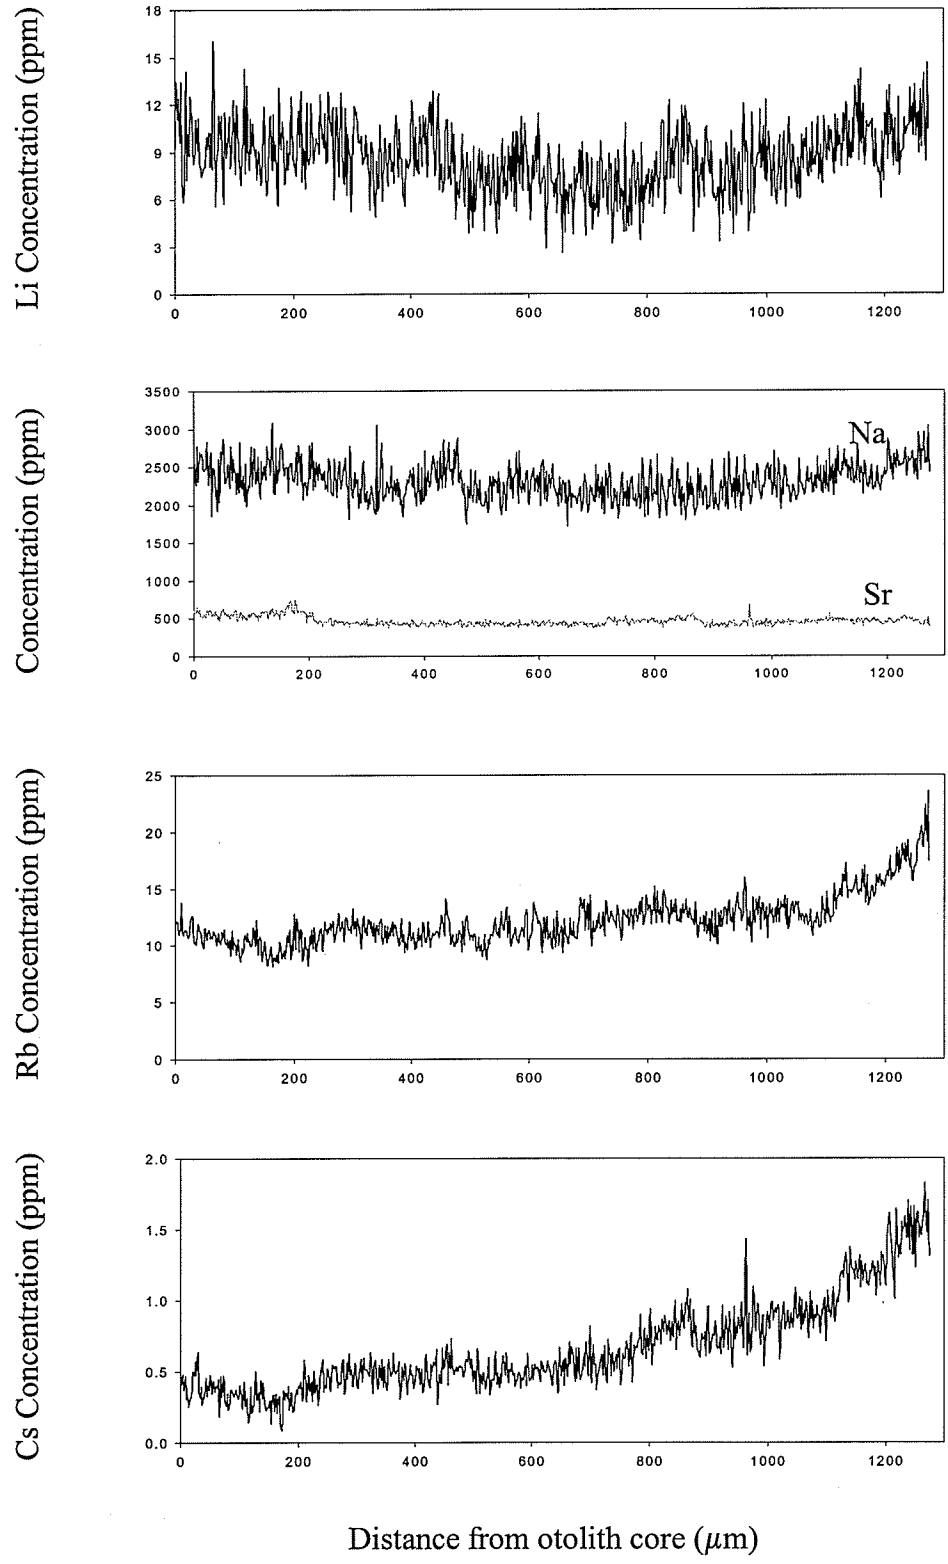 Li Concentration (ppm)
18
15
12
9
6
3
0
0 200 400 600 800 1000 1200
Concentration (ppm)
3500
3000
2500
2000
1500
1000
500
0
Na
Sr
0 200 400 600 800 1000 1200
Rb Concentration (ppm)
25
20
15
10
5
0
0 200 400 600 800 1000 1200
Cs Concentration (ppm)
2.0
1.5
1.0
0.5
0.0
0 200 400 600 800 1000 1200
Distance from otolith core (μm)